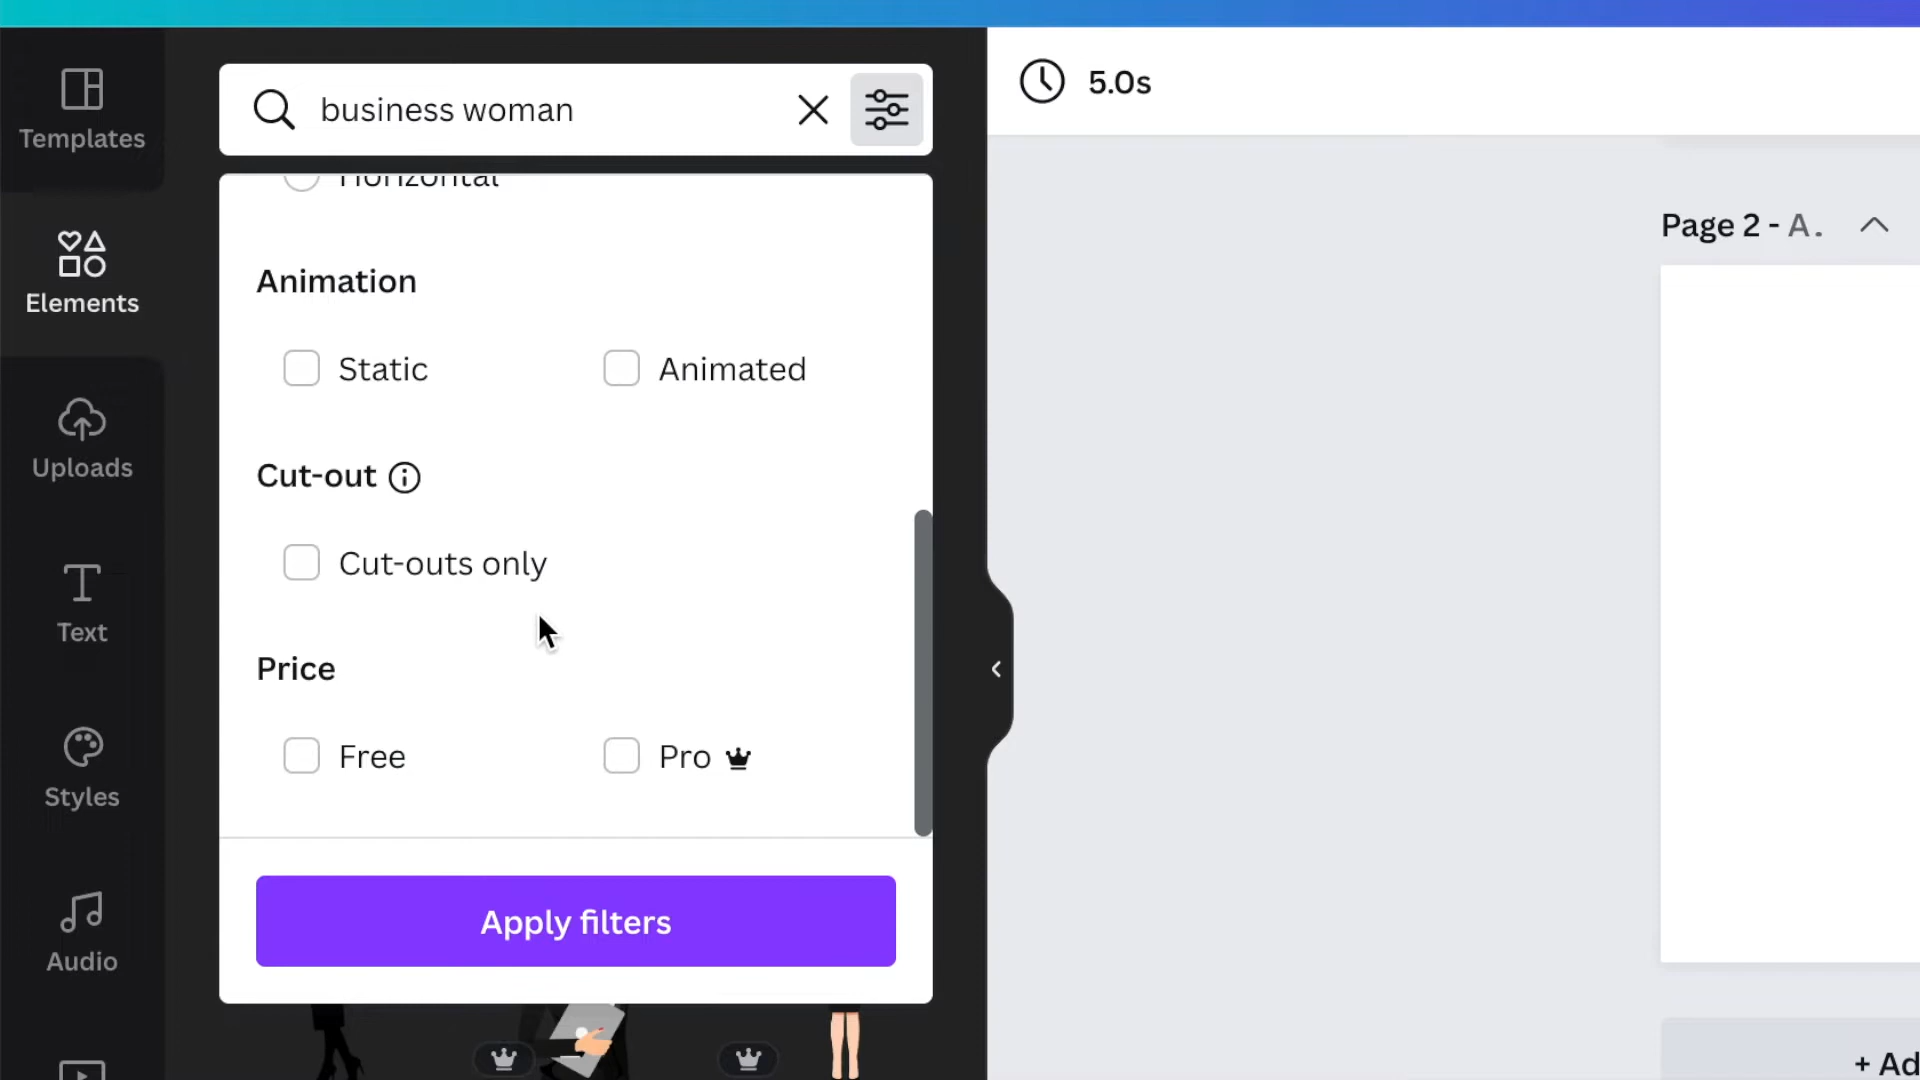 Templates
Elements
Uploads
Text
Styles
Audio
business woman
Horizontal
Animation
Static
Animated
Cut-out
Cut-outs only
Price
Free
Pro
Apply filters
5.0s
Page 2 - A.
+ Ad